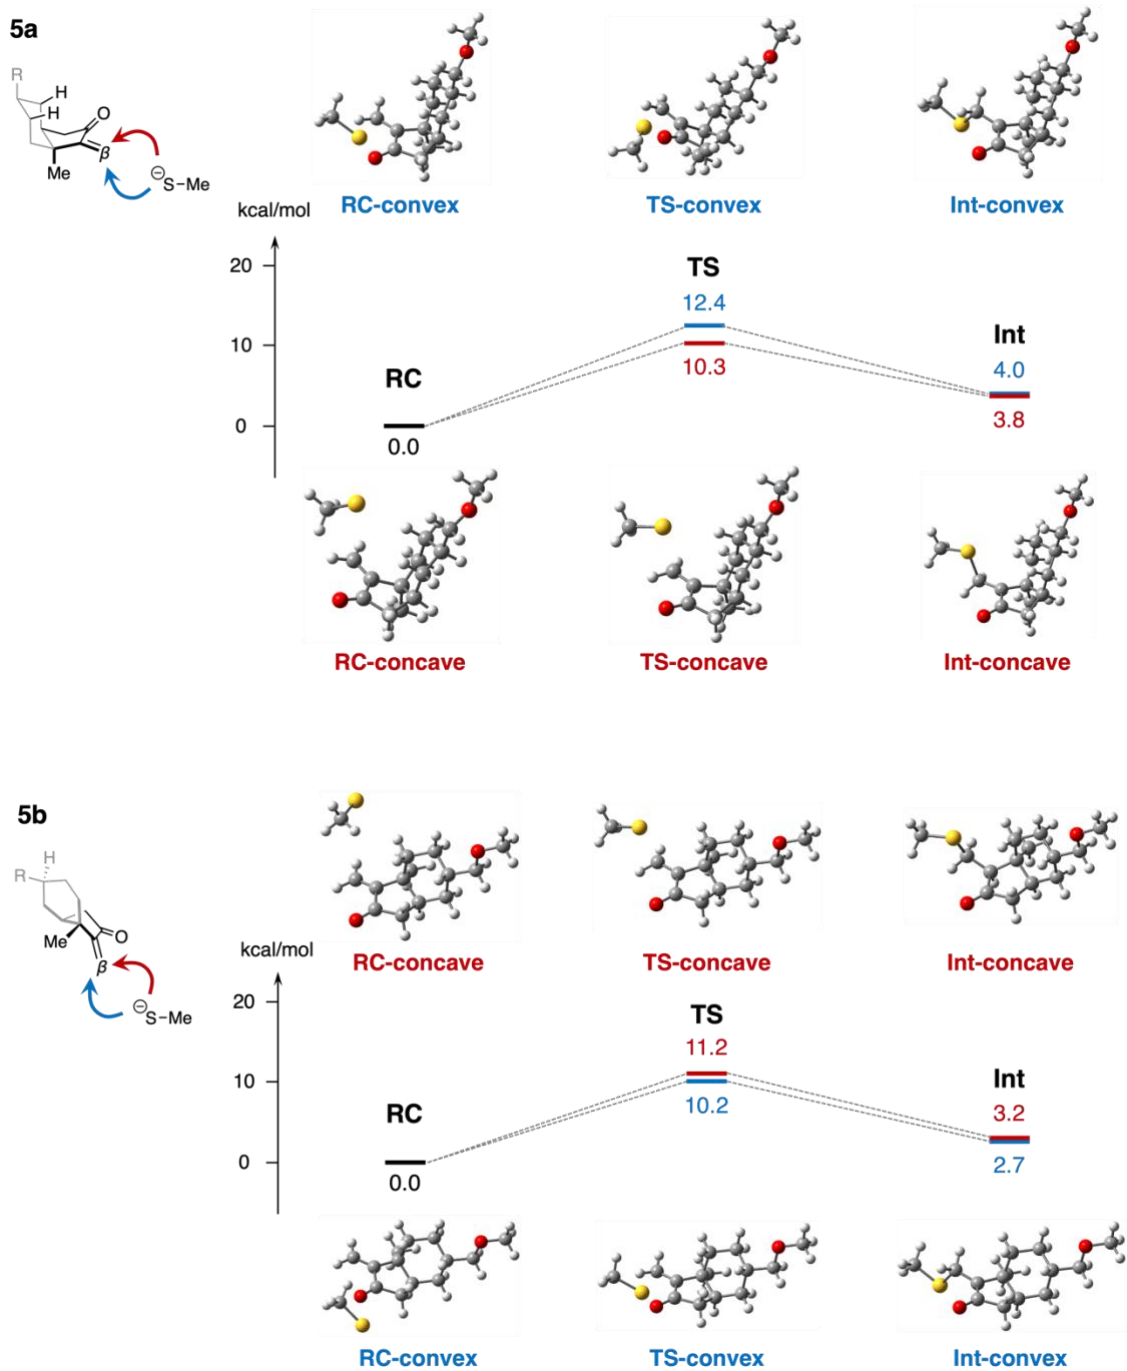 5a
R
H
H
O
β
Me
⊖
S–Me
RC-convex
TS-convex
Int-convex
kcal/mol
20
10
0
TS
12.4
10.3
Int
4.0
3.8
RC
0.0
RC-concave
TS-concave
Int-concave
5b
H
R
Me
O
β
⊖
S–Me
RC-concave
TS-concave
Int-concave
kcal/mol
20
10
0
TS
11.2
10.2
Int
3.2
2.7
RC
0.0
RC-convex
TS-convex
Int-convex